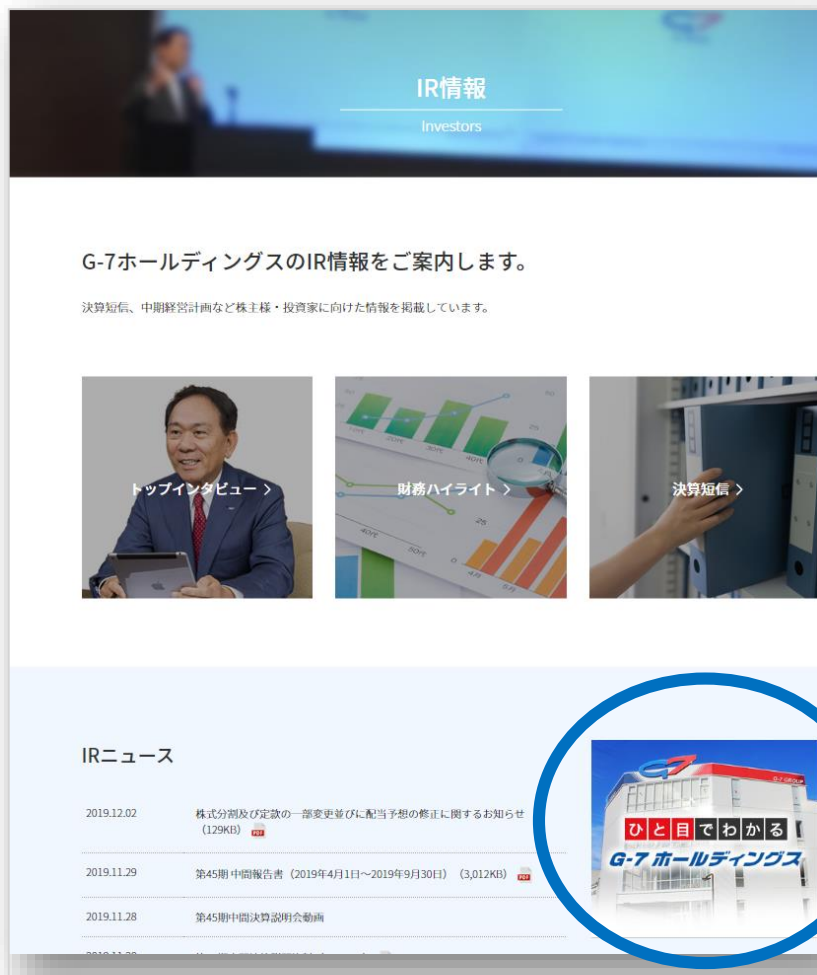 IR情報
Investors
G-7ホールディングスのIR情報をご案内します。
決算短信、中期経営計画など株主様・投資家に向けた情報を掲載しています。
トップインタビュー >
財務ハイライト >
決算短信 >
IRニュース
2019.12.02
株式分割及び定款の一部変更並びに配当予想の修正に関するお知らせ
(129KB) PDF
2019.11.29
第45期 中間報告書（2019年4月1日～2019年9月30日）（3,012KB） PDF
2019.11.28
第45期中間決算説明会動画
G-7 GROUP
ひと目でわかる
G-7 ホールディングス